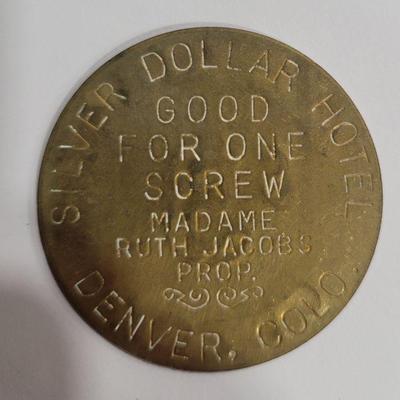 SILVER DOLLAR HOTEL
GOOD
FOR ONE
SCREW
MADAME
RUTH JACOBS
PROP.
DENVER, COLO.